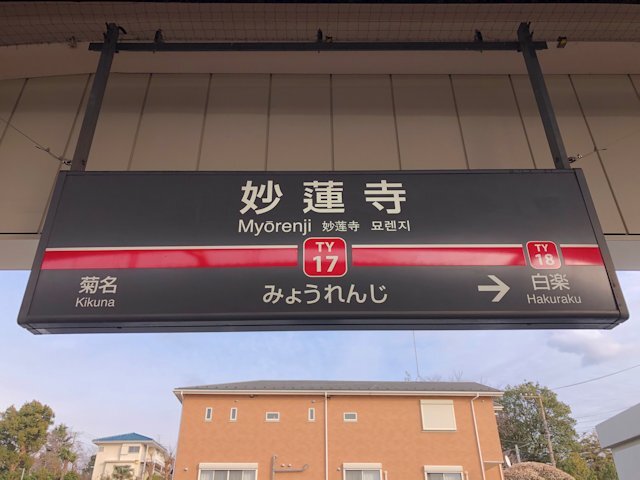 妙蓮寺
Myōrenji 妙莲寺 묘렌지
TY
17
TY
18
菊名
Kikuna
みょうれんじ
→ 白楽
Hakuraku